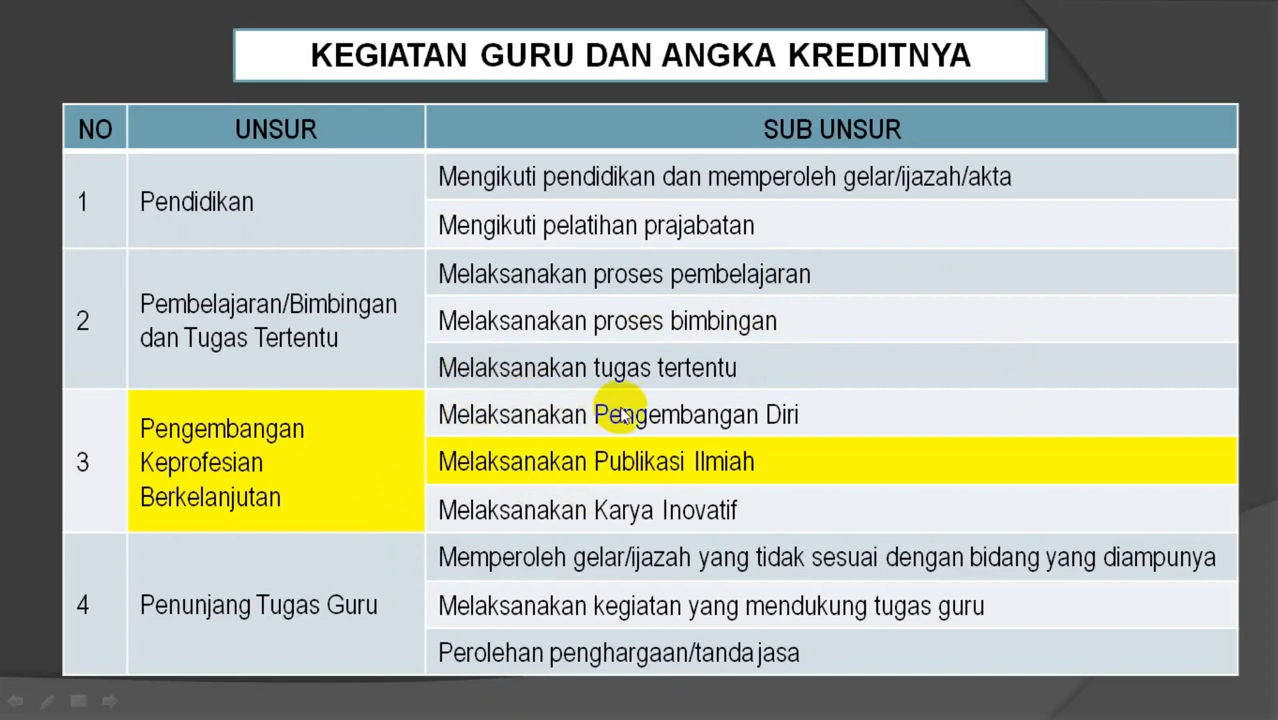 KEGIATAN GURU DAN ANGKA KREDITNYA
NO UNSUR SUB UNSUR
1 Pendidikan
Mengikuti pendidikan dan memperoleh gelar/ijazah/akta
Mengikuti pelatihan prajabatan
2 Pembelajaran/Bimbingan
dan Tugas Tertentu
Melaksanakan proses pembelajaran
Melaksanakan proses bimbingan
Melaksanakan tugas tertentu
3 Pengembangan
Keprofesian
Berkelanjutan
Melaksanakan Pengembangan Diri
Melaksanakan Publikasi Ilmiah
Melaksanakan Karya Inovatif
4 Penunjang Tugas Guru
Memperoleh gelar/ijazah yang tidak sesuai dengan bidang yang diampunya
Melaksanakan kegiatan yang mendukung tugas guru
Perolehan penghargaan/tanda jasa